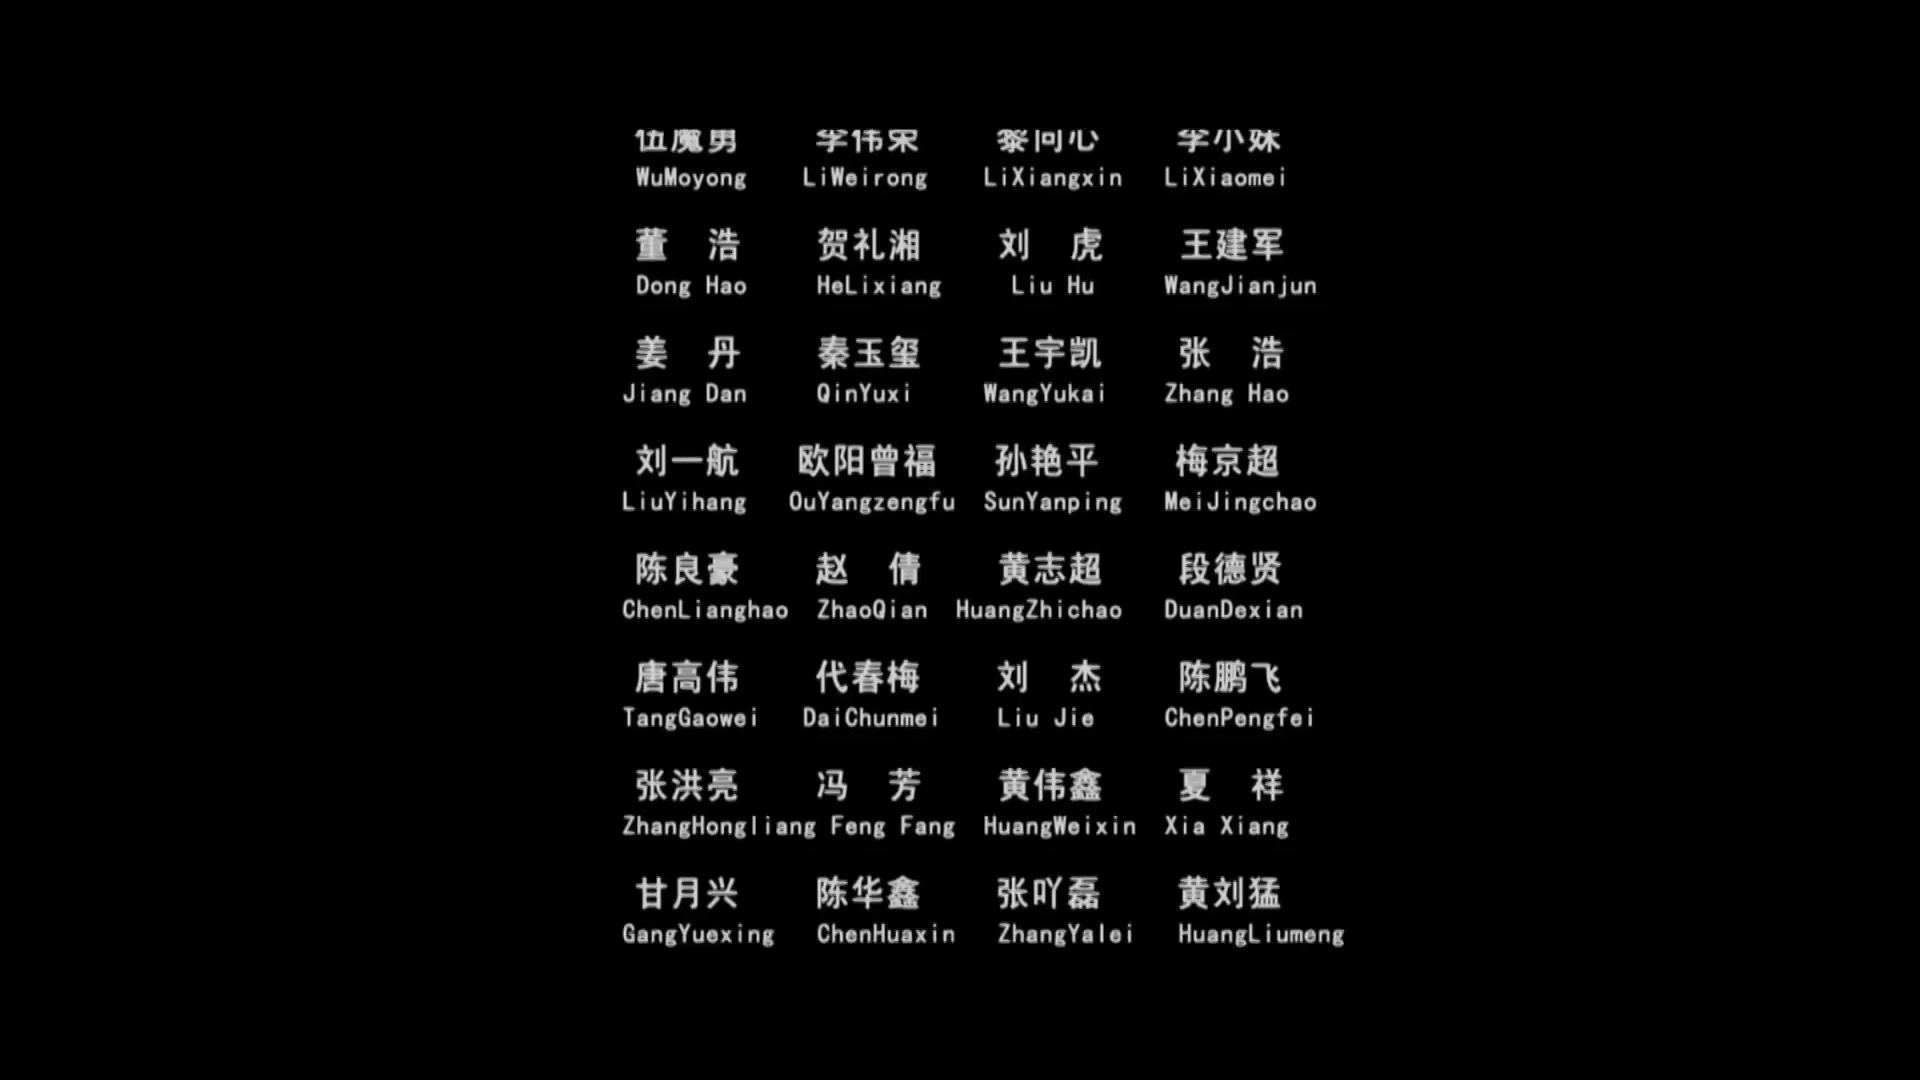 伍魔勇 李伟荣 黎向心 李小妹
WuMoyong LiWeirong LiXiangxin LiXiaomei
董 浩 贺礼湘 刘 虎 王建军
Dong Hao HeLixiang Liu Hu WangJianjun
姜 丹 秦玉玺 王宇凯 张 浩
Jiang Dan QinYuxi WangYukai Zhang Hao
刘一航 欧阳曾福 孙艳平 梅京超
LiuYihang OuYangzengfu SunYanping MeiJingchao
陈良豪 赵 倩 黄志超 段德贤
ChenLianghao ZhaoQian HuangZhichao DuanDexian
唐高伟 代春梅 刘 杰 陈鹏飞
TangGaowei DaiChunmei Liu Jie ChenPengfei
张洪亮 冯 芳 黄伟鑫 夏 祥
ZhangHongliang Feng Fang HuangWeixin Xia Xiang
甘月兴 陈华鑫 张吖磊 黄刘猛
GangYuexing ChenHuaxin ZhangYalei HuangLiumeng